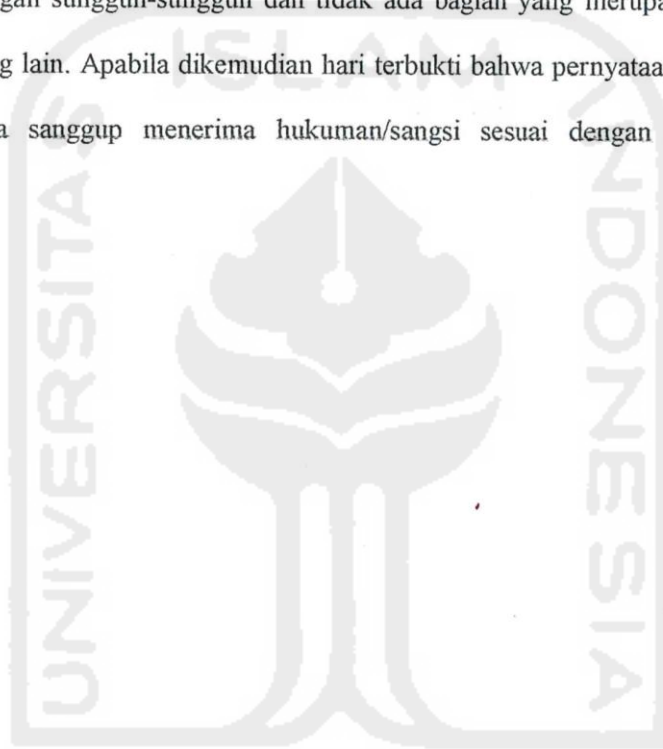 gan sungguh-sungguh dan tidak ada bagian yang merupa
g lain. Apabila dikemudian hari terbukti bahwa pernyataa
a sanggup menerima hukuman/sangsi sesuai dengan
UNIVERSITAS
ISLAM
INDONESIA